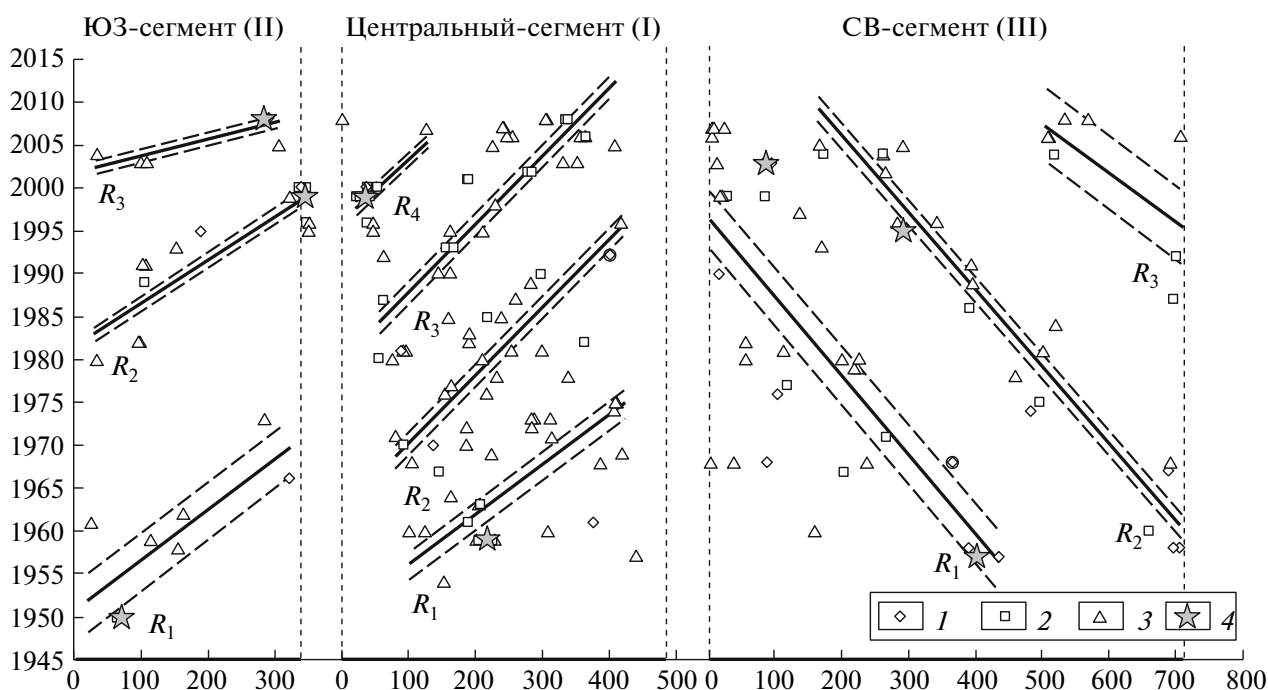 ЮЗ-сегмент (II) Центральный-сегмент (I) СВ-сегмент (III)
2015
2010
2005
2000
1995
1990
1985
1980
1975
1970
1965
1960
1955
1950
1945
R3
R2
R1
R4
R3
R2
R1
R3
R2
R1
1 2 3 4
0 100 200 300 0 100 200 300 400 500 0 100 200 300 400 500 600 700 800